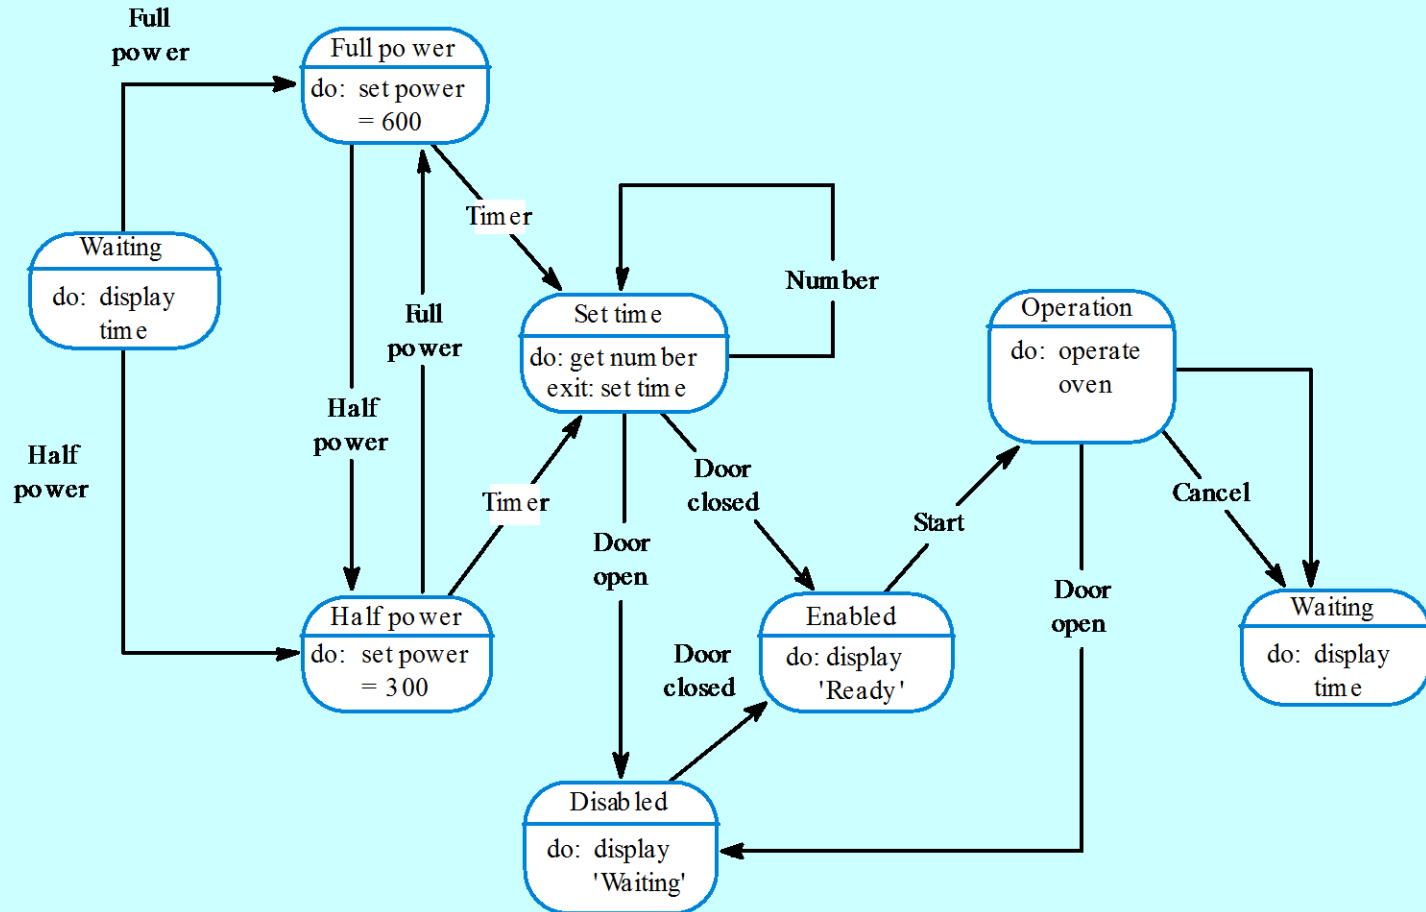 Full
power
Full power
do: set power
= 600
Timer
Waiting
do: display
time
Full
power
Number
Set time
do: get number
exit: set time
Operation
do: operate
oven
Half
power
Half
power
Timer
Door
closed
Cancel
Start
Door
open
Half power
do: set power
= 300
Enabled
do: display
'Ready'
Door
open
Waiting
do: display
time
Door
closed
Disabled
do: display
'Waiting'